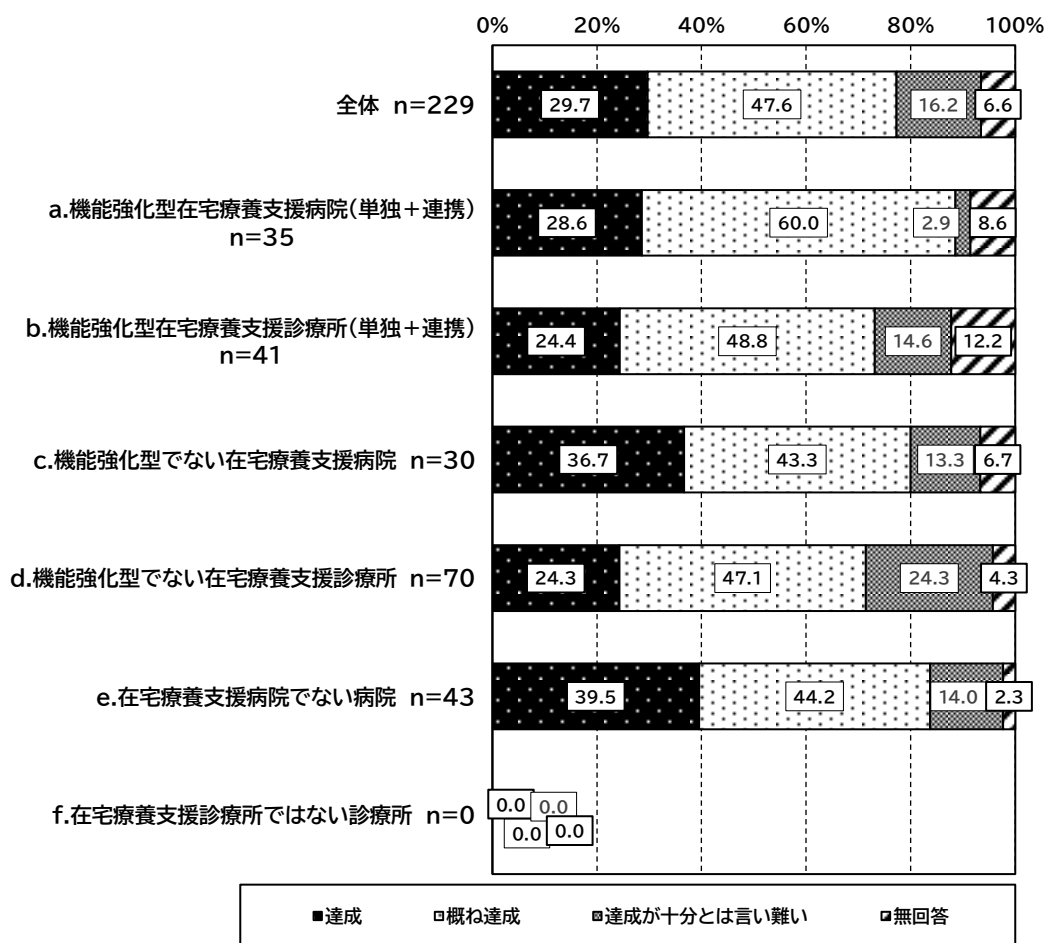 0% 20% 40% 60% 80% 100%
全体 n=229
29.7 47.6 16.2 6.6
a.機能強化型在宅療養支援病院(単独+連携)
n=35
28.6 60.0 2.9 8.6
b.機能強化型在宅療養支援診療所(単独+連携)
n=41
24.4 48.8 14.6 12.2
c.機能強化型でない在宅療養支援病院 n=30
36.7 43.3 13.3 6.7
d.機能強化型でない在宅療養支援診療所 n=70
24.3 47.1 24.3 4.3
e.在宅療養支援病院でない病院 n=43
39.5 44.2 14.0 2.3
f.在宅療養支援診療所ではない診療所 n=0
0.0 0.0
0.0 0.0
達成 概ね達成 達成が十分とは言い難い 無回答